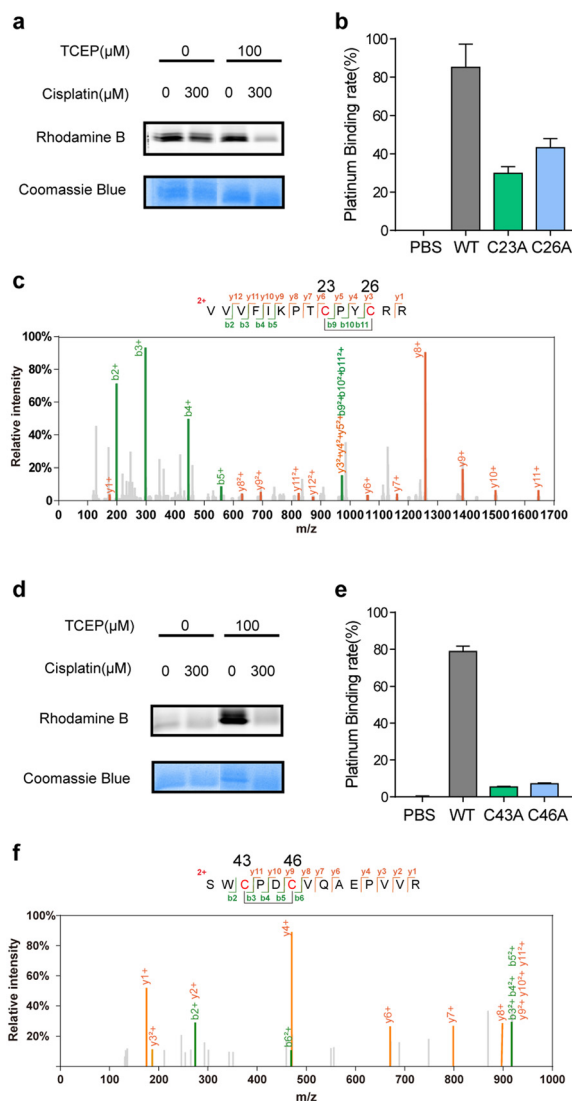 a
TCEP(μM) 0 100
Cisplatin(μM) 0 300 0 300
Rhodamine B
Coomassie Blue
b
Platinum Binding rate(%)
100
80
60
40
20
0
PBS WT C23A C26A
c
23 26
2+ y12 y11 y10 y9 y8 y7 y6 y5 y4 y3 y1
V V V F I K P T C P Y C R R
b2 b3 b4 b5 b9 b10 b11
Relative intensity
100%
80%
60%
40%
20%
0
y1+ b2+ b3+ b4+ b5+ y8²+ y9²+ y11²+ y12²+ y3²+y4²+y5²+ b9²+b10²+b11²+ y6+ y7+ y8+ y9+ y10+ y11+
0 100 200 300 400 500 600 700 800 900 1000 1100 1200 1300 1400 1500 1600 1700
m/z
d
TCEP(μM) 0 100
Cisplatin(μM) 0 300 0 300
Rhodamine B
Coomassie Blue
e
Platinum Binding rate(%)
100
80
60
40
20
0
PBS WT C43A C46A
f
43 46
2+ y11 y10 y9 y8 y7 y6 y4 y3 y2 y1
S W C P D C V Q A E P V V R
b2 b3 b4 b5 b6
Relative intensity
100%
80%
60%
40%
20%
y1+ y3²+ b2+ y2+ y4+ b6²+ y6+ y7+ y8+ b3²+ b4²+ b5²+ y9²+ y10²+ y11²+
0 100 200 300 400 500 600 700 800 900 1000
m/z